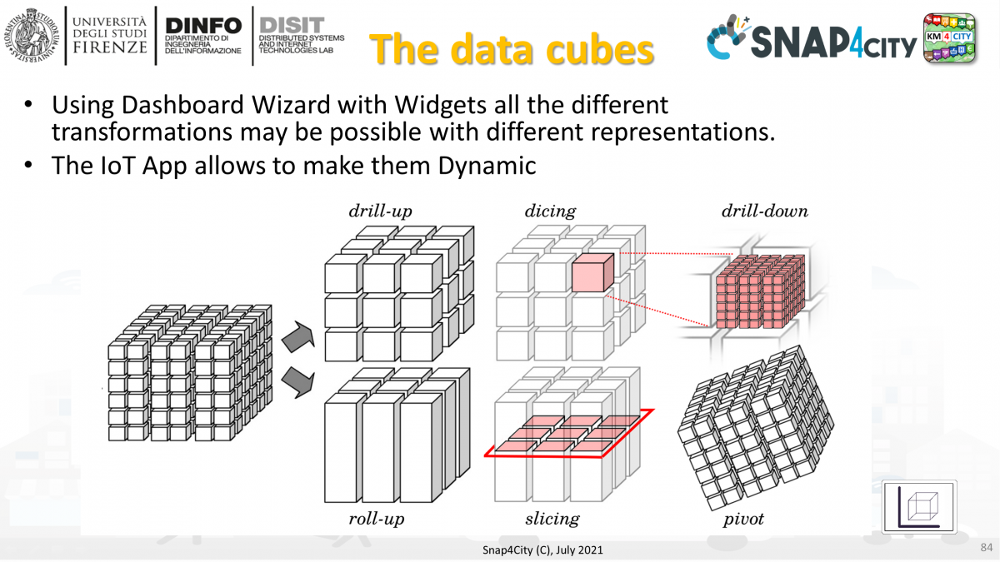 UNIVERSITÀ
DEGLI STUDI
FIRENZE
DINFO
DIPARTIMENTO DI
INGEGNERIA
DELL'INFORMAZIONE
DISIT
DISTRIBUTED SYSTEMS
AND INTERNET
TECHNOLOGIES LAB
The data cubes
SNAP4CITY
KM 4 CITY
• Using Dashboard Wizard with Widgets all the different
transformations may be possible with different representations.
• The IoT App allows to make them Dynamic
drill-up
dicing
drill-down
roll-up
slicing
pivot
Snap4City (C), July 2021
84